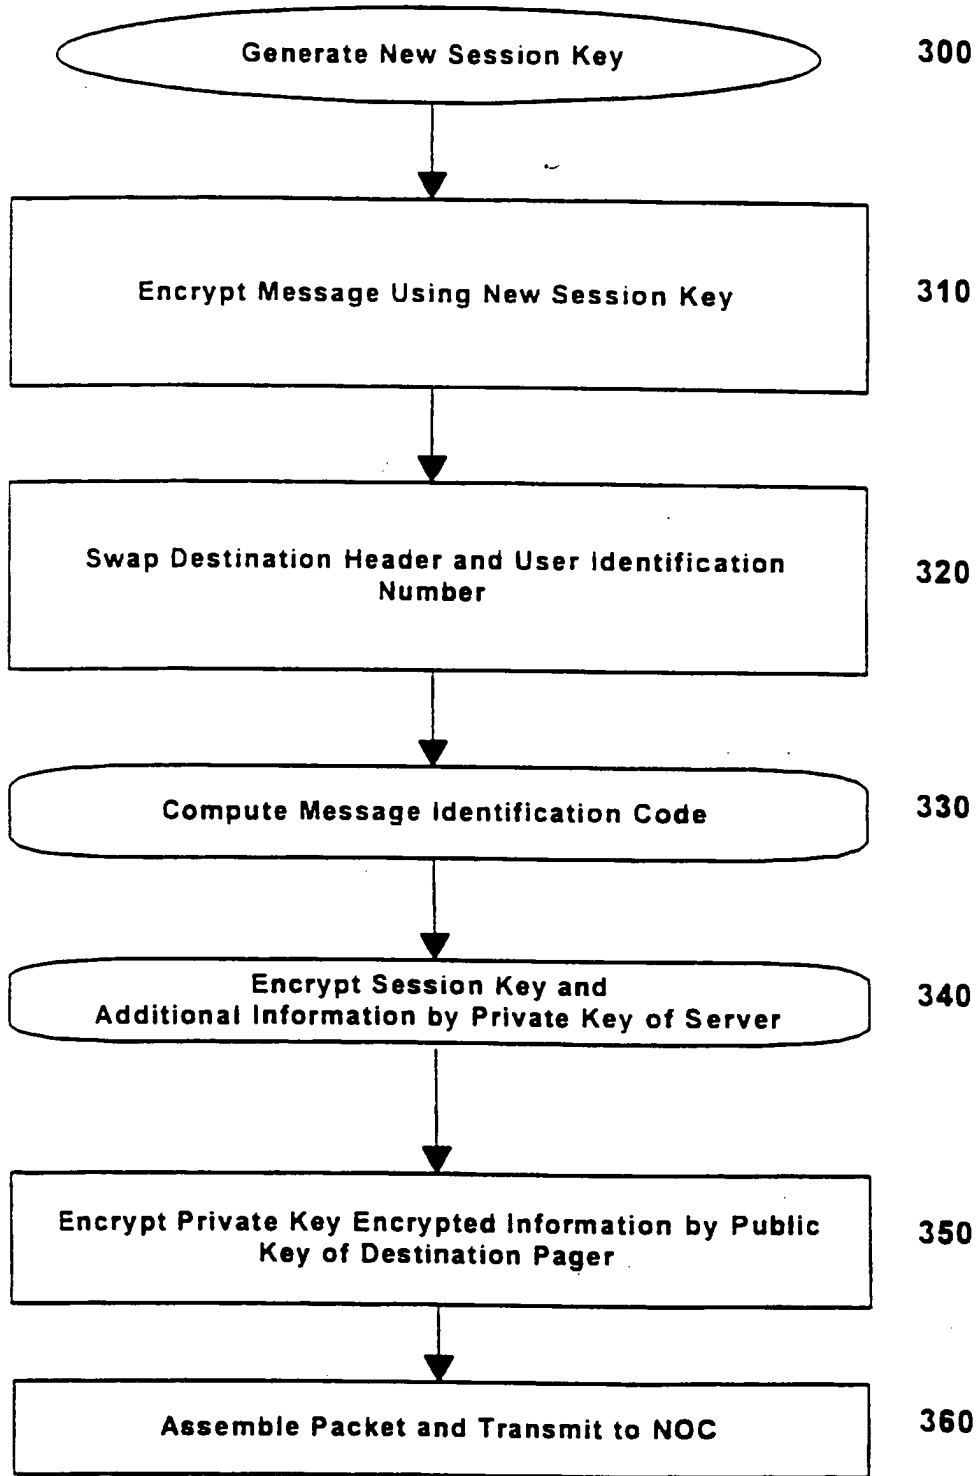 Generate New Session Key
300
Encrypt Message Using New Session Key
310
Swap Destination Header and User Identification
Number
320
Compute Message Identification Code
330
Encrypt Session Key and
Additional Information by Private Key of Server
340
Encrypt Private Key Encrypted Information by Public
Key of Destination Pager
350
Assemble Packet and Transmit to NOC
360